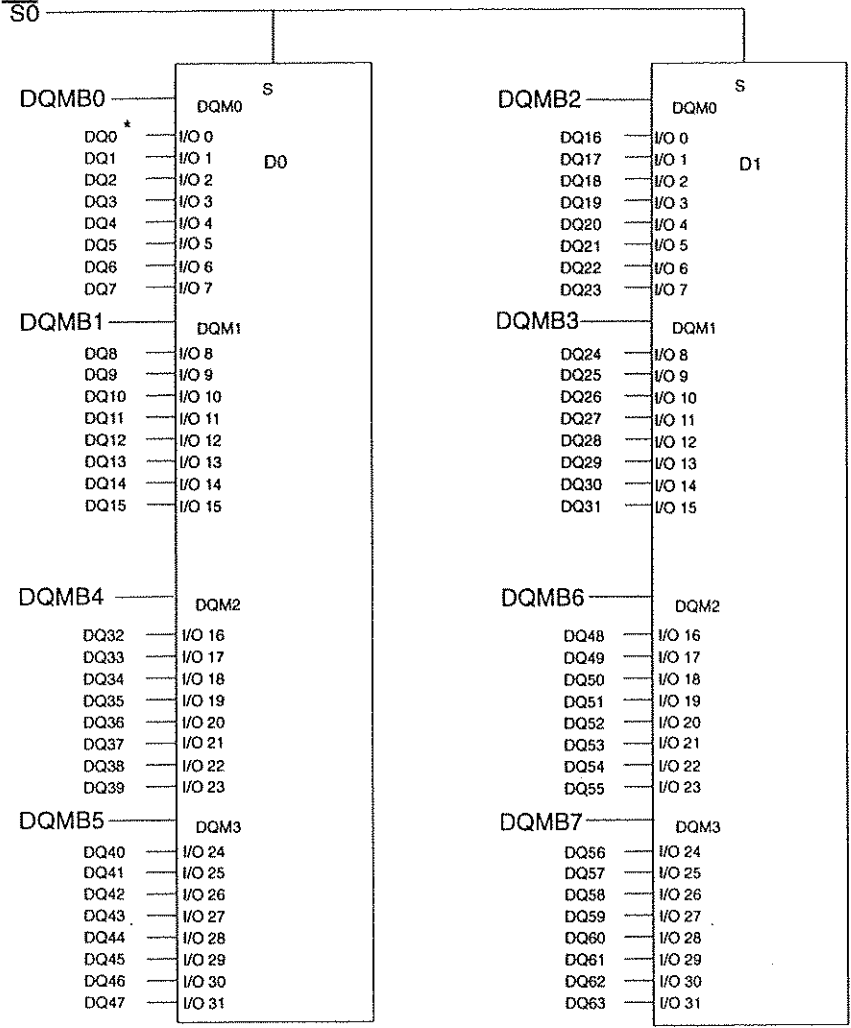 S0
S
DQMB0 DQM0
DQ0 * I/O 0
DQ1 I/O 1
D0
DQ2 I/O 2
DQ3 I/O 3
DQ4 I/O 4
DQ5 I/O 5
DQ6 I/O 6
DQ7 I/O 7
DQMB1 DQM1
DQ8 I/O 8
DQ9 I/O 9
DQ10 I/O 10
DQ11 I/O 11
DQ12 I/O 12
DQ13 I/O 13
DQ14 I/O 14
DQ15 I/O 15
DQMB4 DQM2
DQ32 I/O 16
DQ33 I/O 17
DQ34 I/O 18
DQ35 I/O 19
DQ36 I/O 20
DQ37 I/O 21
DQ38 I/O 22
DQ39 I/O 23
DQMB5 DQM3
DQ40 I/O 24
DQ41 I/O 25
DQ42 I/O 26
DQ43 I/O 27
DQ44 I/O 28
DQ45 I/O 29
DQ46 I/O 30
DQ47 I/O 31
S
DQMB2 DQM0
DQ16 I/O 0
DQ17 I/O 1
D1
DQ18 I/O 2
DQ19 I/O 3
DQ20 I/O 4
DQ21 I/O 5
DQ22 I/O 6
DQ23 I/O 7
DQMB3 DQM1
DQ24 I/O 8
DQ25 I/O 9
DQ26 I/O 10
DQ27 I/O 11
DQ28 I/O 12
DQ29 I/O 13
DQ30 I/O 14
DQ31 I/O 15
DQMB6 DQM2
DQ48 I/O 16
DQ49 I/O 17
DQ50 I/O 18
DQ51 I/O 19
DQ52 I/O 20
DQ53 I/O 21
DQ54 I/O 22
DQ55 I/O 23
DQMB7 DQM3
DQ56 I/O 24
DQ57 I/O 25
DQ58 I/O 26
DQ59 I/O 27
DQ60 I/O 28
DQ61 I/O 29
DQ62 I/O 30
DQ63 I/O 31